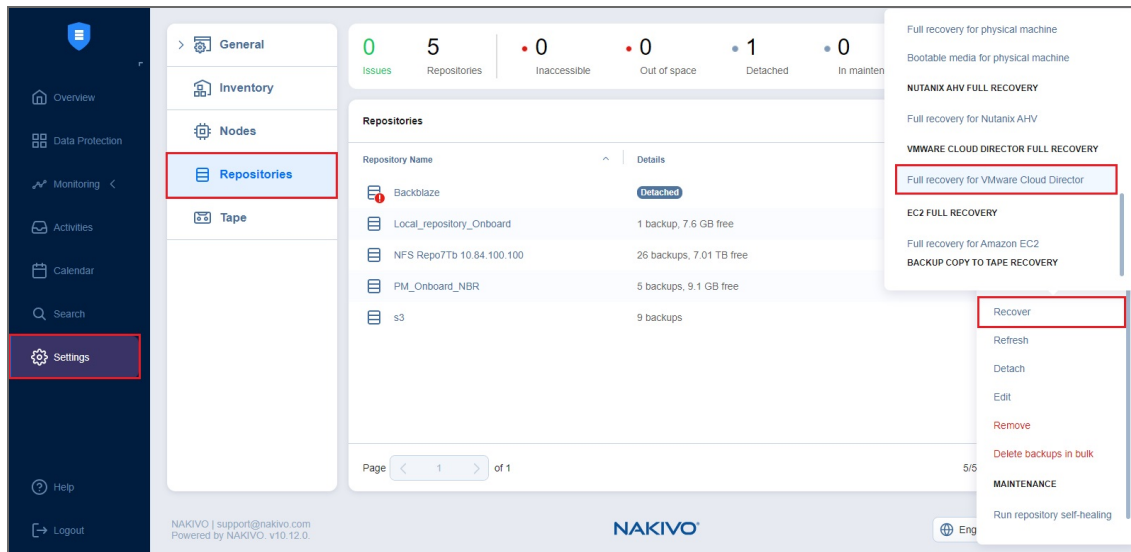 Overview
Data Protection
Monitoring
Activities
Calendar
Search
Settings
Help
Logout
General
Inventory
Nodes
Repositories
Tape
0
Issues
5
Repositories
0
Inaccessible
0
Out of space
1
Detached
0
In mainten
Repositories
Repository Name
Details
Backblaze
Detached
Local_repository_Onboard
1 backup, 7.6 GB free
NFS Repo7Tb 10.84.100.100
26 backups, 7.01 TB free
PM_Onboard_NBR
5 backups, 9.1 GB free
s3
9 backups
Page
1
of 1
5/5
Full recovery for physical machine
Bootable media for physical machine
NUTANIX AHV FULL RECOVERY
Full recovery for Nutanix AHV
VMWARE CLOUD DIRECTOR FULL RECOVERY
Full recovery for VMware Cloud Director
EC2 FULL RECOVERY
Full recovery for Amazon EC2
BACKUP COPY TO TAPE RECOVERY
Recover
Refresh
Detach
Edit
Remove
Delete backups in bulk
MAINTENANCE
Run repository self-healing
NAKIVO | support@nakivo.com
Powered by NAKIVO. v10.12.0.
NAKIVO
Eng